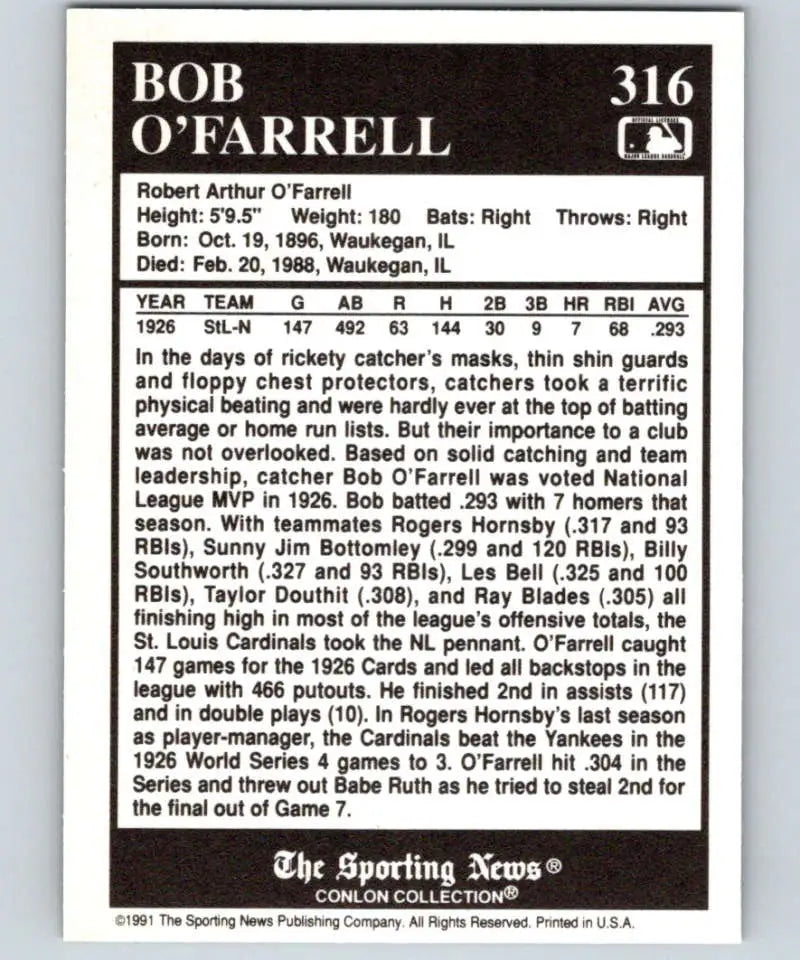 BOB
O'FARRELL
316
OFFICIAL LICENSEE
MAJOR LEAGUE BASEBALL
Robert Arthur O'Farrell
Height: 5'9.5" Weight: 180 Bats: Right Throws: Right
Born: Oct. 19, 1896, Waukegan, IL
Died: Feb. 20, 1988, Waukegan, IL
YEAR TEAM G AB R H 2B 3B HR RBI AVG
1926 StL-N 147 492 63 144 30 9 7 68 .293
In the days of rickety catcher's masks, thin shin guards
and floppy chest protectors, catchers took a terrific
physical beating and were hardly ever at the top of batting
average or home run lists. But their importance to a club
was not overlooked. Based on solid catching and team
leadership, catcher Bob O'Farrell was voted National
League MVP in 1926. Bob batted .293 with 7 homers that
season. With teammates Rogers Hornsby (.317 and 93
RBIs), Sunny Jim Bottomley (.299 and 120 RBIs), Billy
Southworth (.327 and 93 RBIs), Les Bell (.325 and 100
RBIs), Taylor Douthit (.308), and Ray Blades (.305) all
finishing high in most of the league's offensive totals, the
St. Louis Cardinals took the NL pennant. O'Farrell caught
147 games for the 1926 Cards and led all backstops in the
league with 466 putouts. He finished 2nd in assists (117)
and in double plays (10). In Rogers Hornsby's last season
as player-manager, the Cardinals beat the Yankees in the
1926 World Series 4 games to 3. O'Farrell hit .304 in the
Series and threw out Babe Ruth as he tried to steal 2nd for
the final out of Game 7.
The Sporting News®
CONLON COLLECTION®
©1991 The Sporting News Publishing Company. All Rights Reserved. Printed in U.S.A.